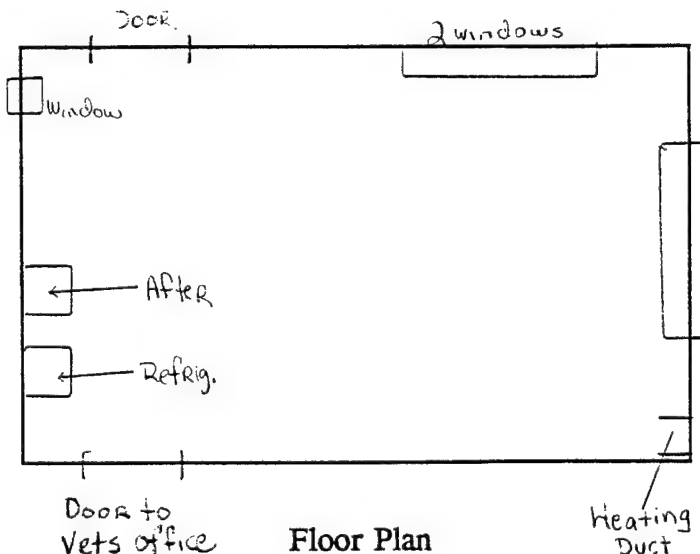 Door.
2 windows
Window
After
Refrig.
Door to
Vets office
Floor Plan
Heating
Duct